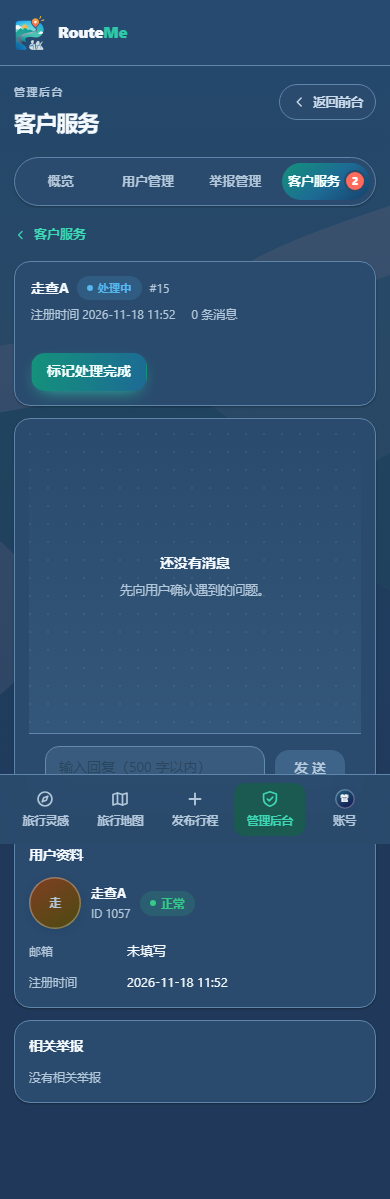 RouteMe
管理后台
客户服务
返回前台
概览
用户管理
举报管理
客户服务 2
客户服务
走查A 处理中 #15
注册时间 2026-11-18 11:52 0 条消息
标记处理完成
还没有消息
先向用户确认遇到的问题。
输入回复（500 字以内）
发送
旅行灵感
旅行地图
发布行程
管理后台
管
账号
用户资料
走
走查A
ID 1057
正常
邮箱 未填写
注册时间 2026-11-18 11:52
相关举报
没有相关举报